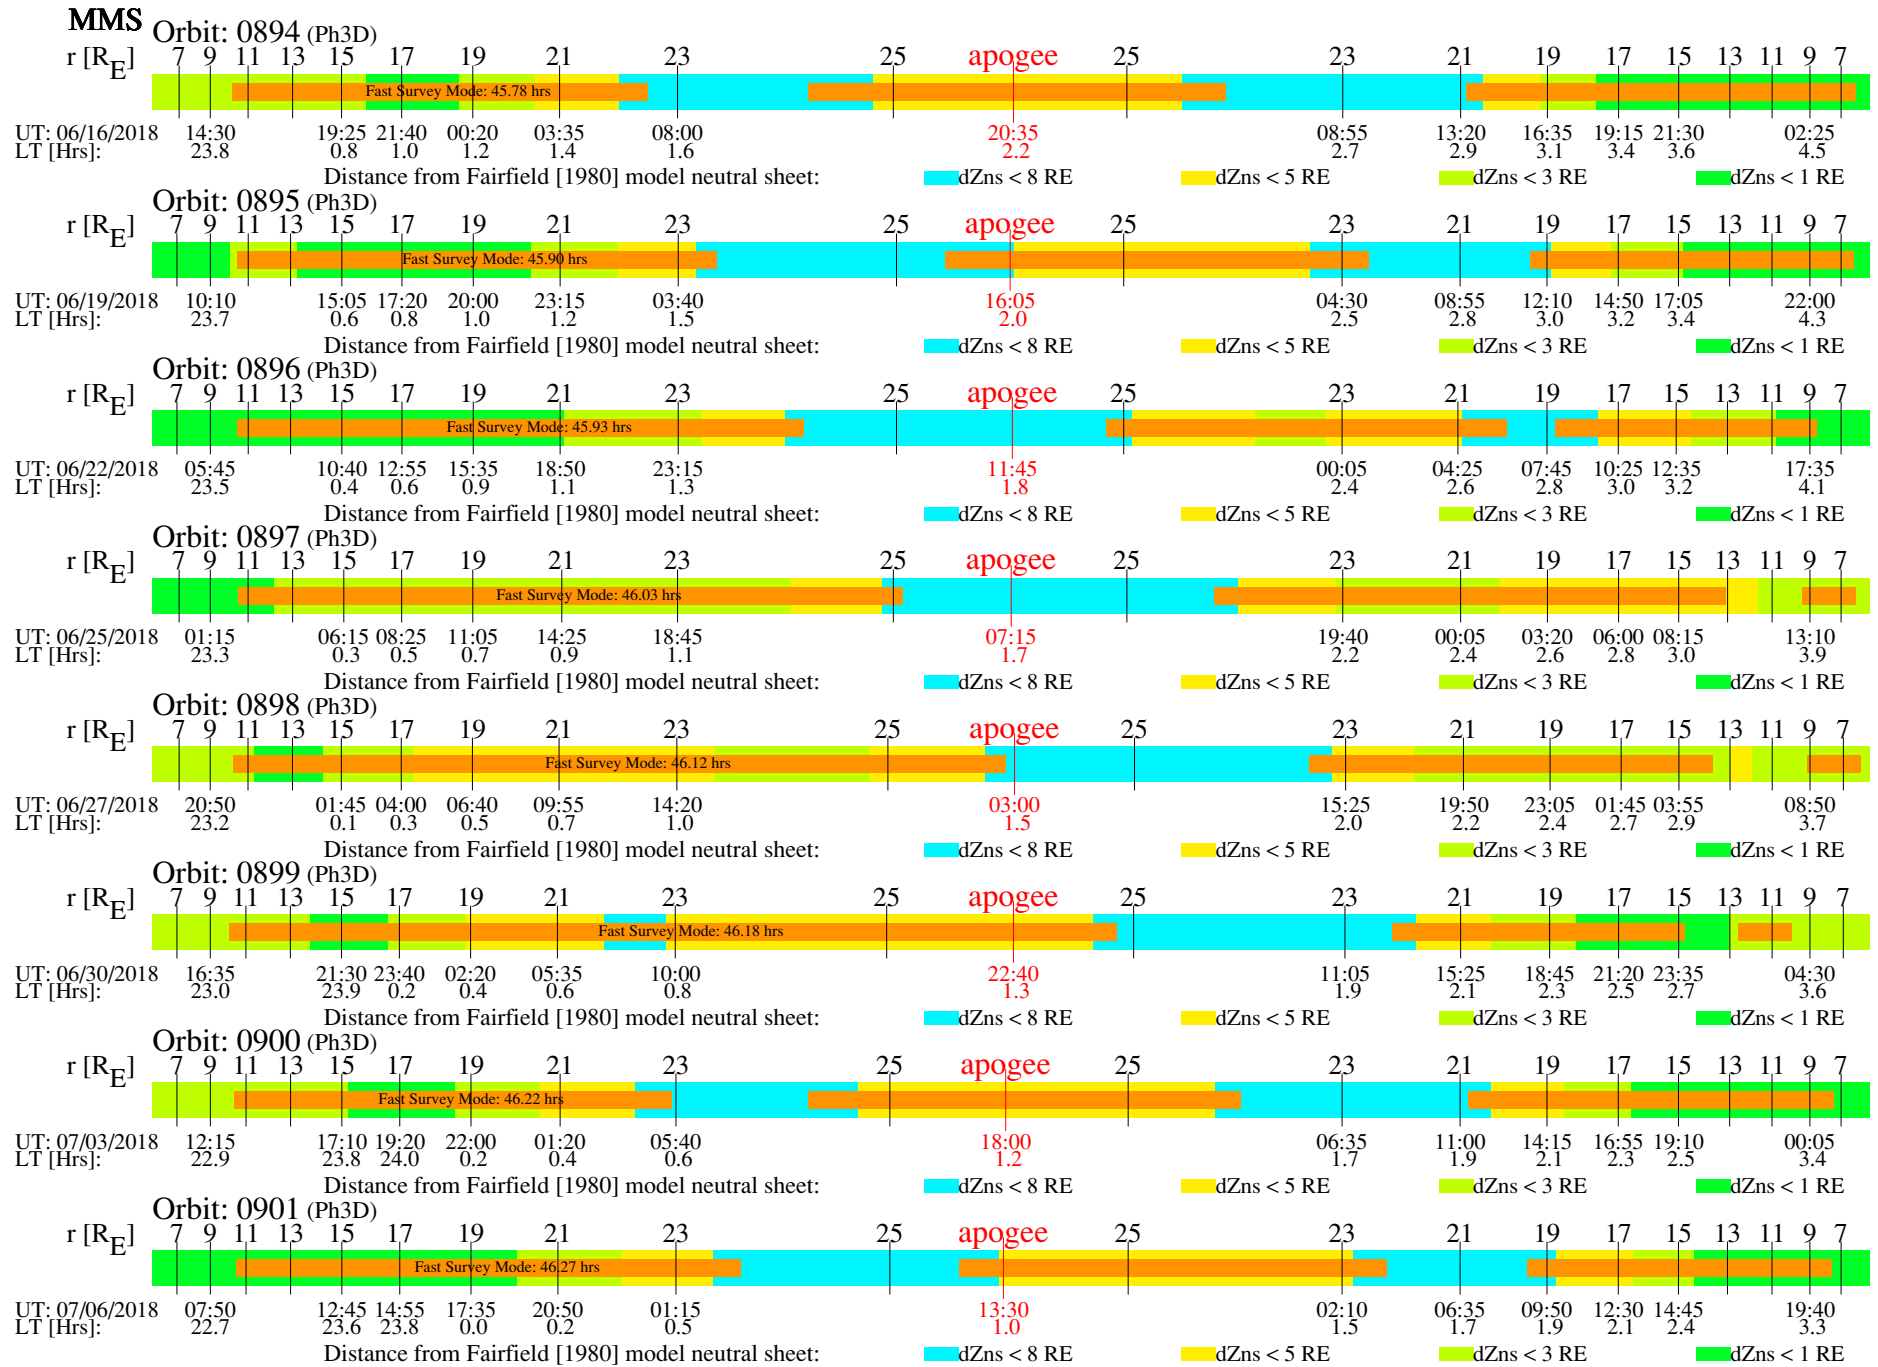 MMS
Orbit: 0894 (Ph3D)
r [RE] 7 9 11 13 15 17 19 21 23 25 apogee 25 23 21 19 17 15 13 11 9 7
Fast Survey Mode: 45.78 hrs
UT: 06/16/2018 14:30 19:25 21:40 00:20 03:35 08:00 20:35 08:55 13:20 16:35 19:15 21:30 02:25
LT [Hrs]: 23.8 0.8 1.0 1.2 1.4 1.6 2.2 2.7 2.9 3.1 3.4 3.6 4.5
Distance from Fairfield [1980] model neutral sheet: dZns < 8 RE dZns < 5 RE dZns < 3 RE dZns < 1 RE
Orbit: 0895 (Ph3D)
r [RE] 7 9 11 13 15 17 19 21 23 25 apogee 25 23 21 19 17 15 13 11 9 7
Fast Survey Mode: 45.90 hrs
UT: 06/19/2018 10:10 15:05 17:20 20:00 23:15 03:40 16:05 04:30 08:55 12:10 14:50 17:05 22:00
LT [Hrs]: 23.7 0.6 0.8 1.0 1.2 1.5 2.0 2.5 2.8 3.0 3.2 3.4 4.3
Distance from Fairfield [1980] model neutral sheet: dZns < 8 RE dZns < 5 RE dZns < 3 RE dZns < 1 RE
Orbit: 0896 (Ph3D)
r [RE] 7 9 11 13 15 17 19 21 23 25 apogee 25 23 21 19 17 15 13 11 9 7
Fast Survey Mode: 45.93 hrs
UT: 06/22/2018 05:45 10:40 12:55 15:35 18:50 23:15 11:45 00:05 04:25 07:45 10:25 12:35 17:35
LT [Hrs]: 23.5 0.4 0.6 0.9 1.1 1.3 1.8 2.4 2.6 2.8 3.0 3.2 4.1
Distance from Fairfield [1980] model neutral sheet: dZns < 8 RE dZns < 5 RE dZns < 3 RE dZns < 1 RE
Orbit: 0897 (Ph3D)
r [RE] 7 9 11 13 15 17 19 21 23 25 apogee 25 23 21 19 17 15 13 11 9 7
Fast Survey Mode: 46.03 hrs
UT: 06/25/2018 01:15 06:15 08:25 11:05 14:25 18:45 07:15 19:40 00:05 03:20 06:00 08:15 13:10
LT [Hrs]: 23.3 0.3 0.5 0.7 0.9 1.1 1.7 2.2 2.4 2.6 2.8 3.0 3.9
Distance from Fairfield [1980] model neutral sheet: dZns < 8 RE dZns < 5 RE dZns < 3 RE dZns < 1 RE
Orbit: 0898 (Ph3D)
r [RE] 7 9 11 13 15 17 19 21 23 25 apogee 25 23 21 19 17 15 13 11 9 7
Fast Survey Mode: 46.12 hrs
UT: 06/27/2018 20:50 01:45 04:00 06:40 09:55 14:20 03:00 15:25 19:50 23:05 01:45 03:55 08:50
LT [Hrs]: 23.2 0.1 0.3 0.5 0.7 1.0 1.5 2.0 2.2 2.4 2.7 2.9 3.7
Distance from Fairfield [1980] model neutral sheet: dZns < 8 RE dZns < 5 RE dZns < 3 RE dZns < 1 RE
Orbit: 0899 (Ph3D)
r [RE] 7 9 11 13 15 17 19 21 23 25 apogee 25 23 21 19 17 15 13 11 9 7
Fast Survey Mode: 46.18 hrs
UT: 06/30/2018 16:35 21:30 23:40 02:20 05:35 10:00 22:40 11:05 15:25 18:45 21:20 23:35 04:30
LT [Hrs]: 23.0 23.9 0.2 0.4 0.6 0.8 1.3 1.9 2.1 2.3 2.5 2.7 3.6
Distance from Fairfield [1980] model neutral sheet: dZns < 8 RE dZns < 5 RE dZns < 3 RE dZns < 1 RE
Orbit: 0900 (Ph3D)
r [RE] 7 9 11 13 15 17 19 21 23 25 apogee 25 23 21 19 17 15 13 11 9 7
Fast Survey Mode: 46.22 hrs
UT: 07/03/2018 12:15 17:10 19:20 22:00 01:20 05:40 18:00 06:35 11:00 14:15 16:55 19:10 00:05
LT [Hrs]: 22.9 23.8 24.0 0.2 0.4 0.6 1.2 1.7 1.9 2.1 2.3 2.5 3.4
Distance from Fairfield [1980] model neutral sheet: dZns < 8 RE dZns < 5 RE dZns < 3 RE dZns < 1 RE
Orbit: 0901 (Ph3D)
r [RE] 7 9 11 13 15 17 19 21 23 25 apogee 25 23 21 19 17 15 13 11 9 7
Fast Survey Mode: 46.27 hrs
UT: 07/06/2018 07:50 12:45 14:55 17:35 20:50 01:15 13:30 02:10 06:35 09:50 12:30 14:45 19:40
LT [Hrs]: 22.7 23.6 23.8 0.0 0.2 0.5 1.0 1.5 1.7 1.9 2.1 2.4 3.3
Distance from Fairfield [1980] model neutral sheet: dZns < 8 RE dZns < 5 RE dZns < 3 RE dZns < 1 RE